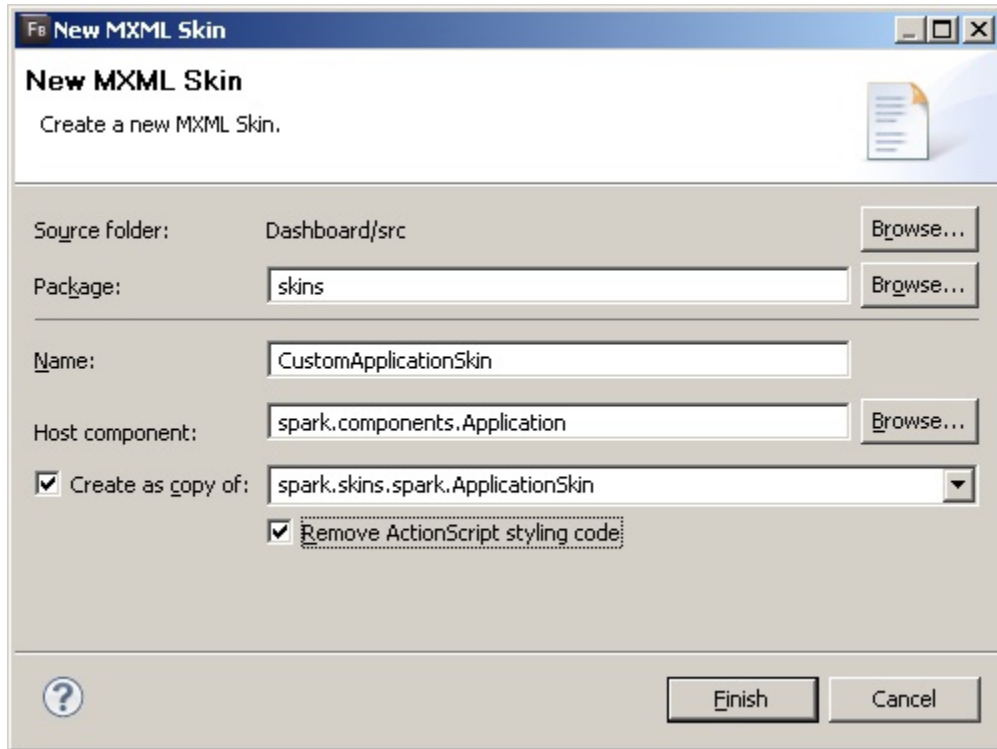 FB New MXML Skin
New MXML Skin
Create a new MXML Skin.
Source folder: Dashboard/src Browse...
Package: skins Browse...
Name: CustomApplicationSkin
Host component: spark.components.Application Browse...
Create as copy of: spark.skins.spark.ApplicationSkin
Remove ActionScript styling code
? Finish Cancel